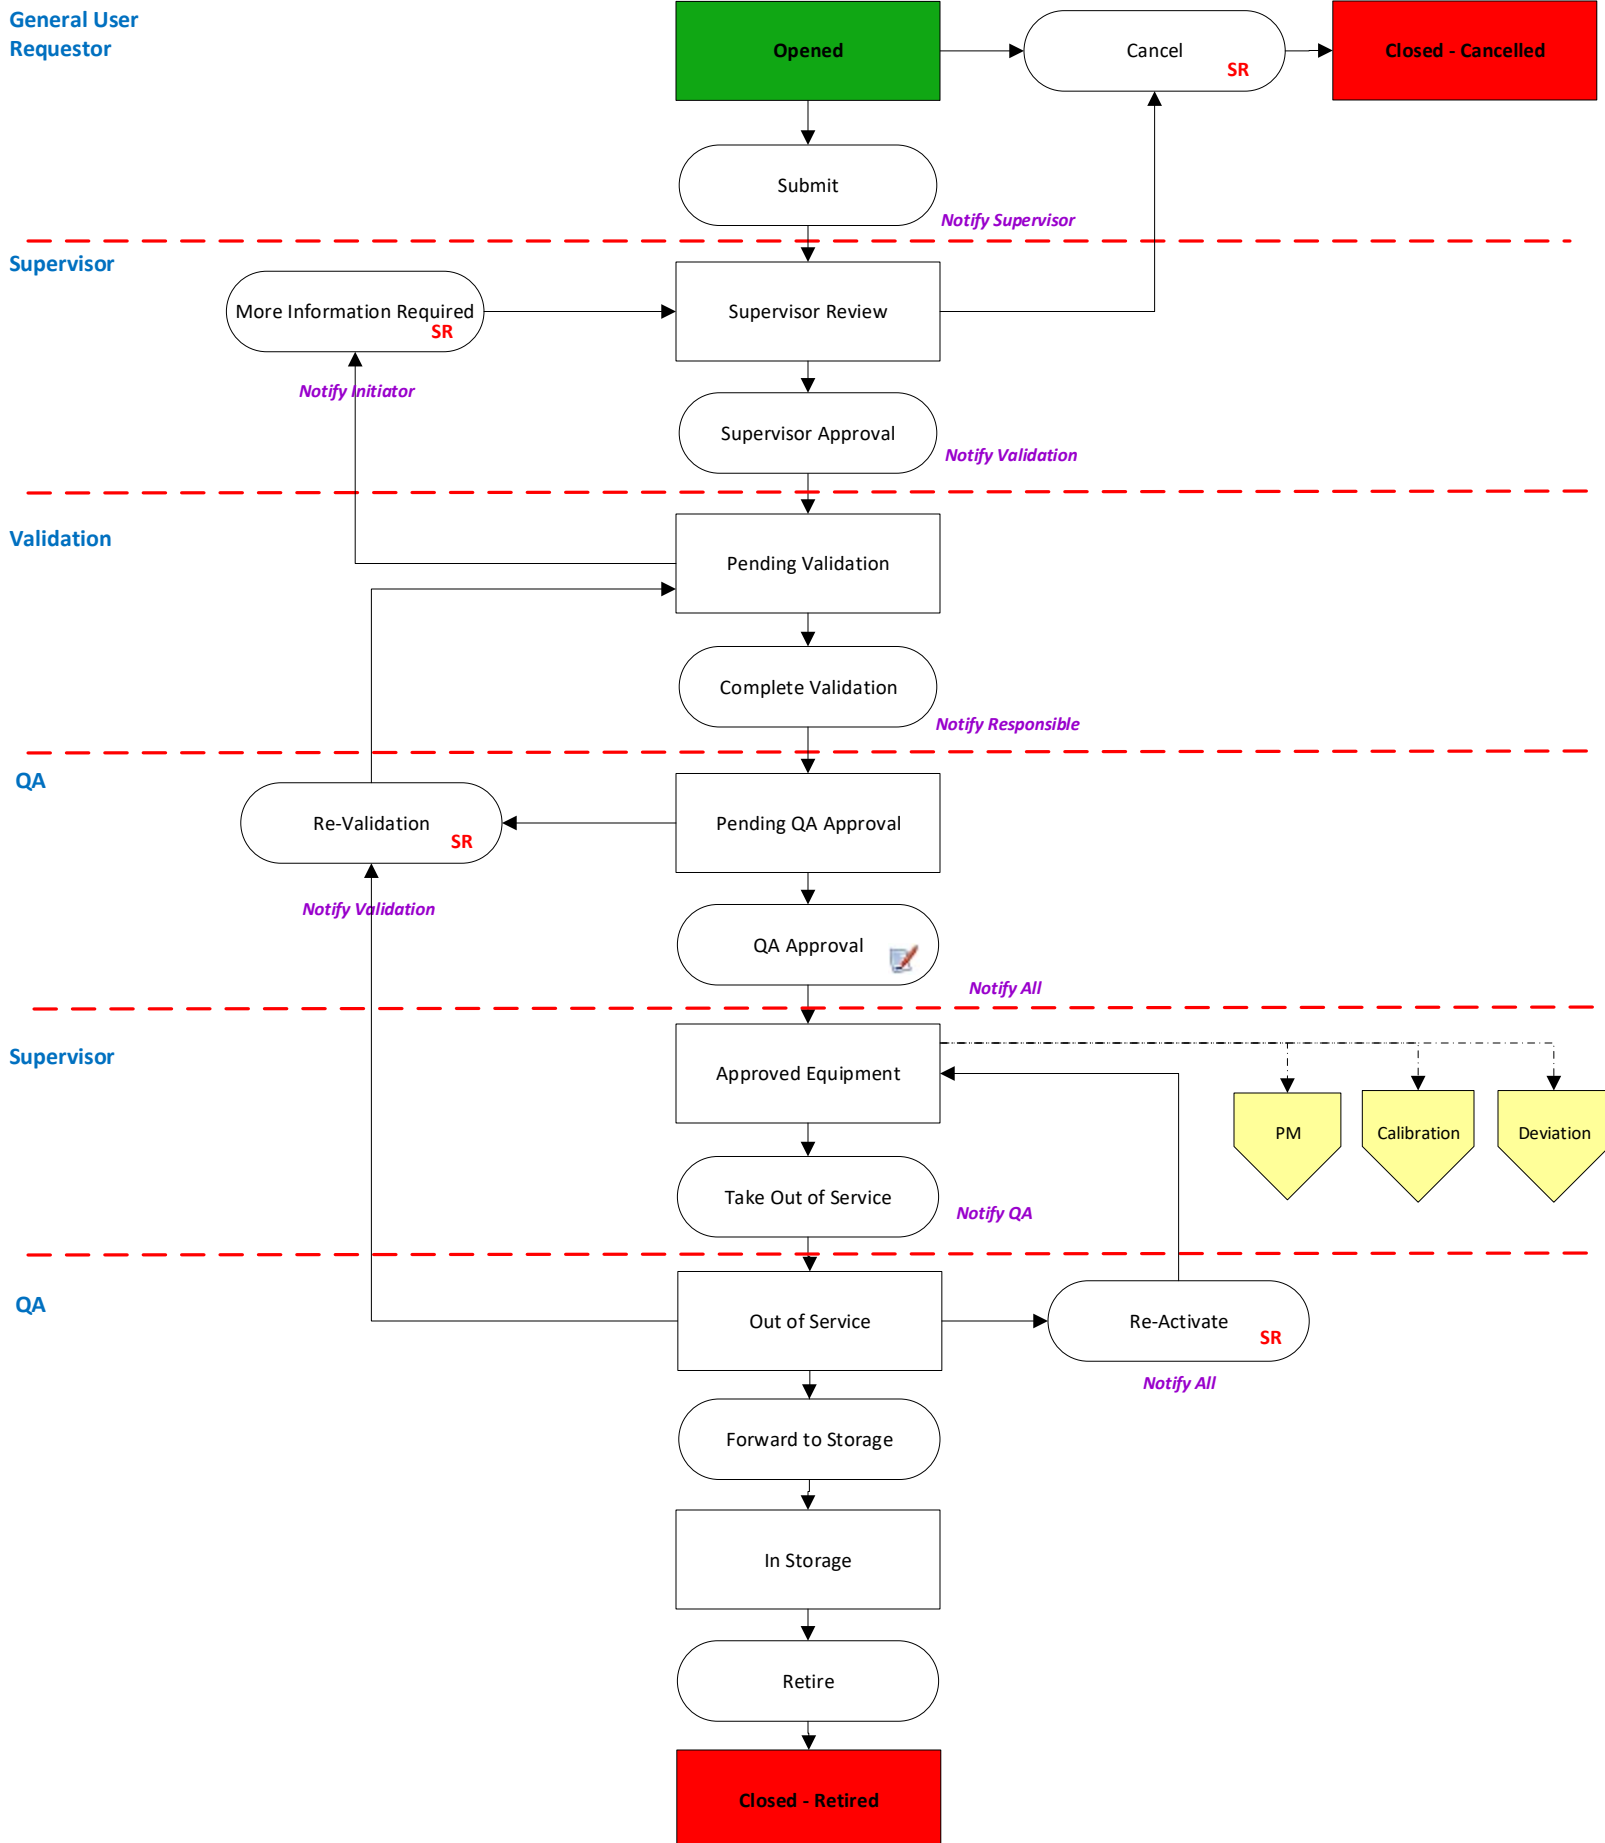 General User
Requestor
Opened
Cancel
SR
Closed - Cancelled
Submit
Notify Supervisor
Supervisor
More Information Required
SR
Supervisor Review
Notify Initiator
Supervisor Approval
Notify Validation
Validation
Pending Validation
Complete Validation
Notify Responsible
QA
Re-Validation
SR
Pending QA Approval
Notify Validation
QA Approval
Notify All
Supervisor
Approved Equipment
PM
Calibration
Deviation
Take Out of Service
Notify QA
QA
Out of Service
Re-Activate
SR
Notify All
Forward to Storage
In Storage
Retire
Closed - Retired